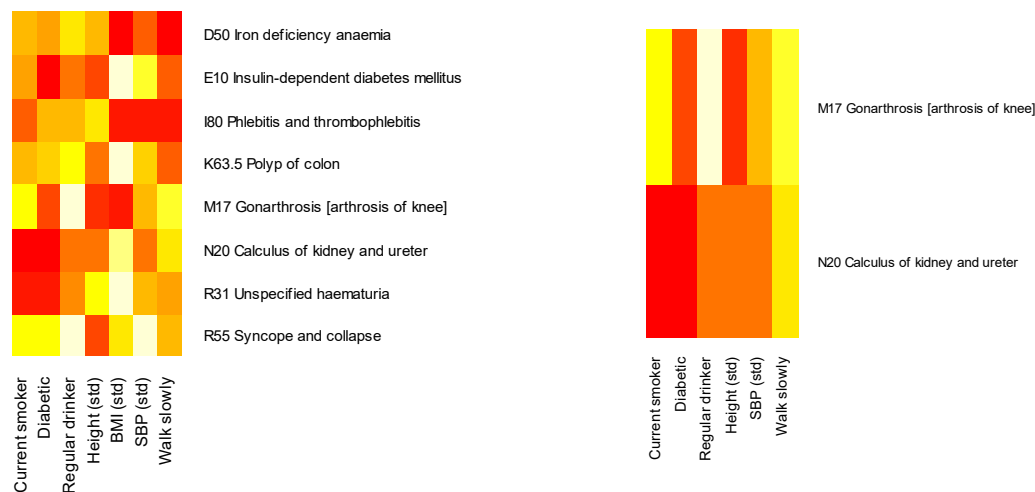 D50 Iron deficiency anaemia
E10 Insulin-dependent diabetes mellitus
I80 Phlebitis and thrombophlebitis
K63.5 Polyp of colon
M17 Gonarthrosis [arthrosis of knee]
N20 Calculus of kidney and ureter
R31 Unspecified haematuria
R55 Syncope and collapse
Current smoker
Diabetic
Regular drinker
Height (std)
BMI (std)
SBP (std)
Walk slowly
M17 Gonarthrosis [arthrosis of knee]
N20 Calculus of kidney and ureter
Current smoker
Diabetic
Regular drinker
Height (std)
SBP (std)
Walk slowly